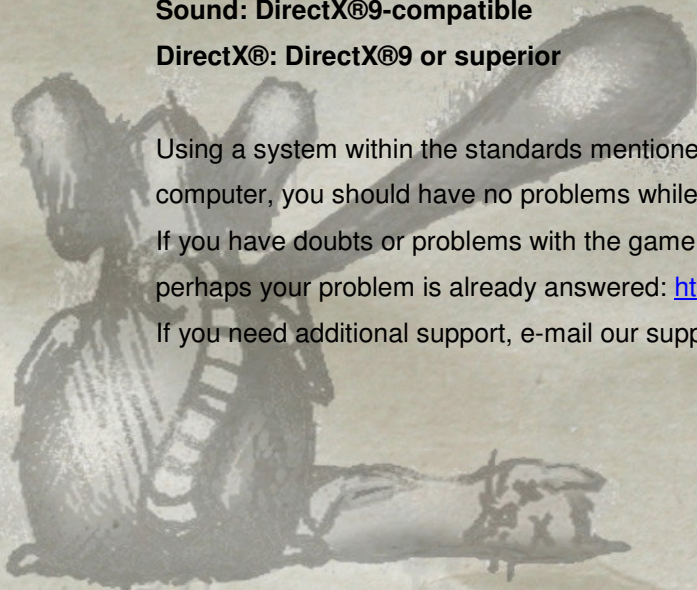 Sound: DirectX®9-compatible
DirectX®: DirectX®9 or superior
Using a system within the standards mentione
computer, you should have no problems while
If you have doubts or problems with the game
perhaps your problem is already answered: ht
If you need additional support, e-mail our supp